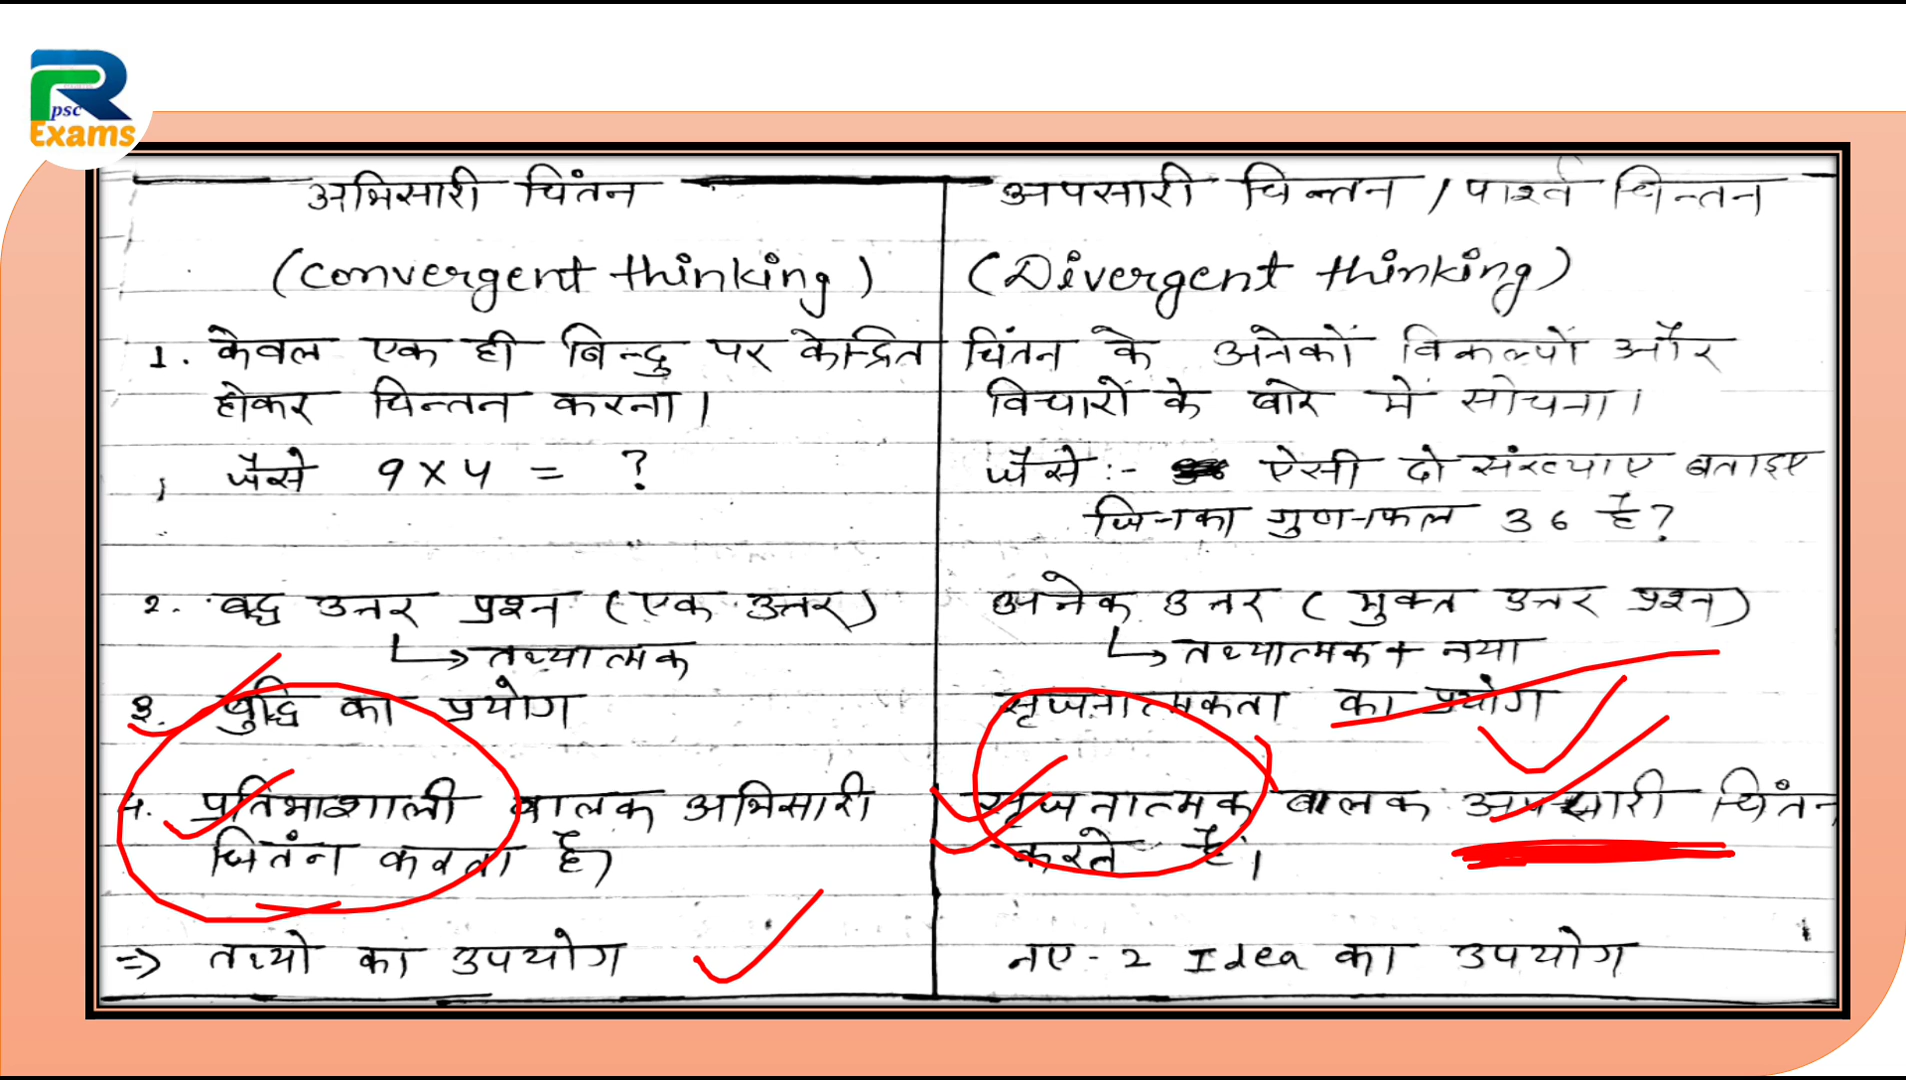 R
psc
Exams
अभिसारी चिंतन
(convergent thinking)
1. केवल एक ही बिन्दु पर केन्द्रित
होकर चिन्तन करना।
जैसे 9 x 4 = ?
2. बद्ध उत्तर प्रश्न (एक उत्तर)
↳ तथ्यात्मक
3. बुद्धि का प्रयोग
4. प्रतिभाशाली बालक अभिसारी
चितंन करता है।
⇒ तथ्यो का उपयोग
अपसारी चिन्तन / पार्श्व चिन्तन
(Divergent thinking)
चिंतन के अनेकों विकल्पों और
विचारों के बारे में सोचना।
जैसे :- ऐसी दो संख्याए बताइए
जिनका गुणनफल 36 है?
अनेक उत्तर (मुक्त उत्तर प्रश्न)
↳ तथ्यात्मक + नया
सृजनात्मकता का प्रयोग
सृजनात्मक बालक अपसारी चिंतन
करते है।
नए-2 Idea का उपयोग